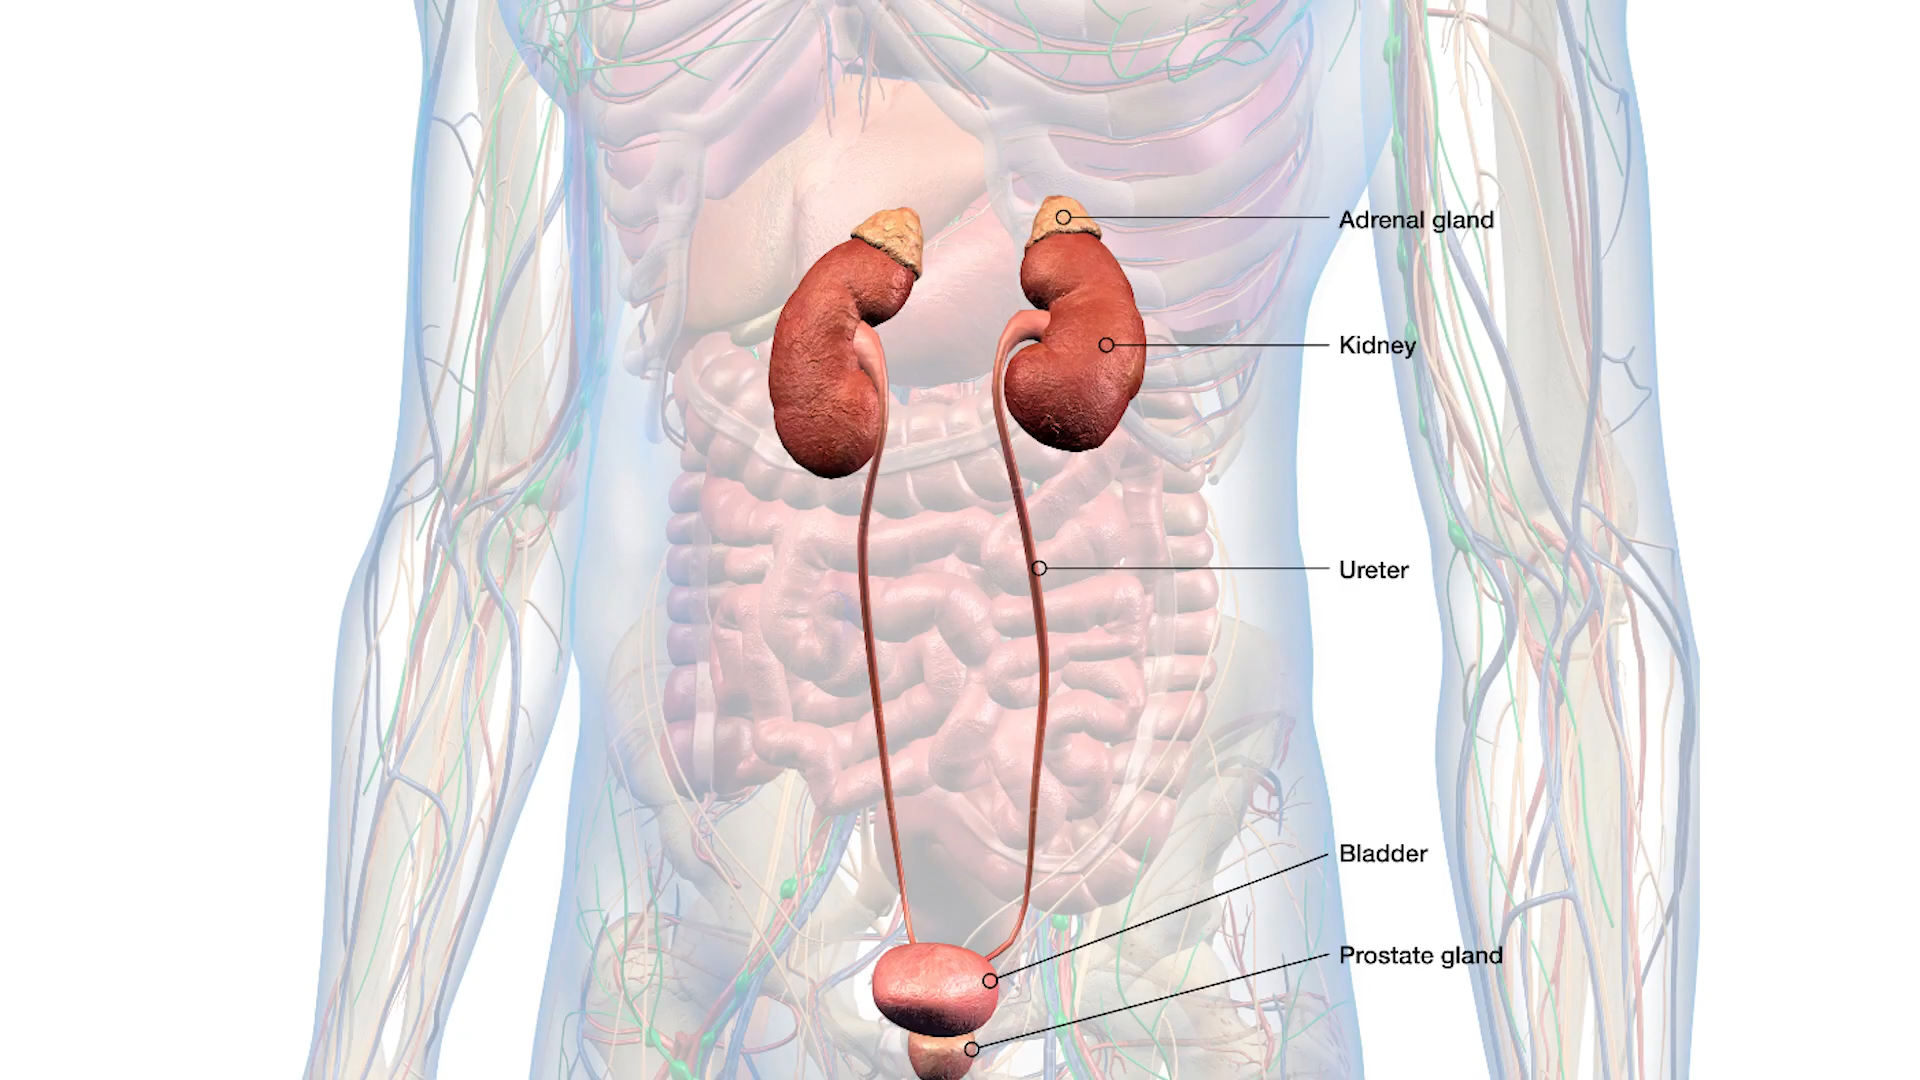 Adrenal gland
Kidney
Ureter
Bladder
Prostate gland